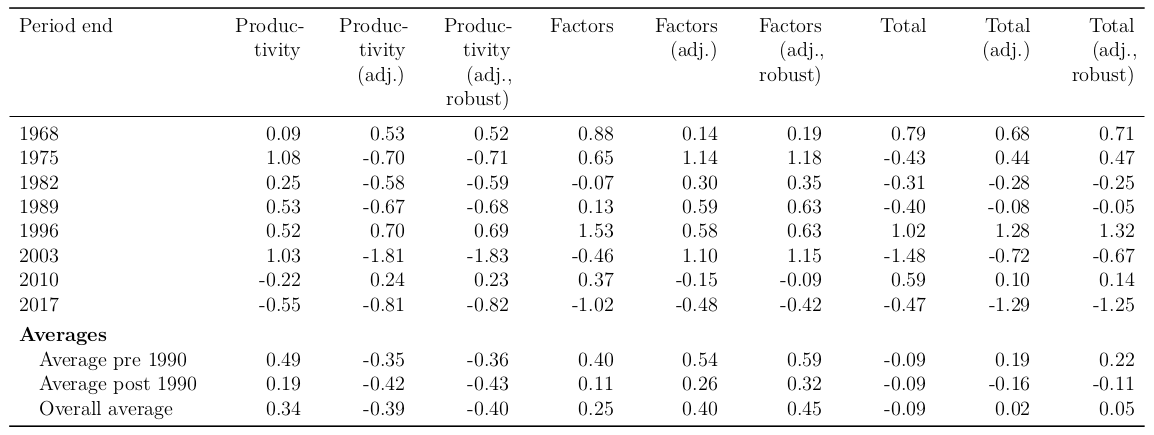 Period end Produc- Produc- Produc- Factors Factors Factors Total Total Total
tivity tivity tivity (adj.) (adj., (adj.) (adj.,
(adj.) (adj., robust) robust)
robust)
1968 0.09 0.53 0.52 0.88 0.14 0.19 0.79 0.68 0.71
1975 1.08 -0.70 -0.71 0.65 1.14 1.18 -0.43 0.44 0.47
1982 0.25 -0.58 -0.59 -0.07 0.30 0.35 -0.31 -0.28 -0.25
1989 0.53 -0.67 -0.68 0.13 0.59 0.63 -0.40 -0.08 -0.05
1996 0.52 0.70 0.69 1.53 0.58 0.63 1.02 1.28 1.32
2003 1.03 -1.81 -1.83 -0.46 1.10 1.15 -1.48 -0.72 -0.67
2010 -0.22 0.24 0.23 0.37 -0.15 -0.09 0.59 0.10 0.14
2017 -0.55 -0.81 -0.82 -1.02 -0.48 -0.42 -0.47 -1.29 -1.25
Averages
Average pre 1990 0.49 -0.35 -0.36 0.40 0.54 0.59 -0.09 0.19 0.22
Average post 1990 0.19 -0.42 -0.43 0.11 0.26 0.32 -0.09 -0.16 -0.11
Overall average 0.34 -0.39 -0.40 0.25 0.40 0.45 -0.09 0.02 0.05